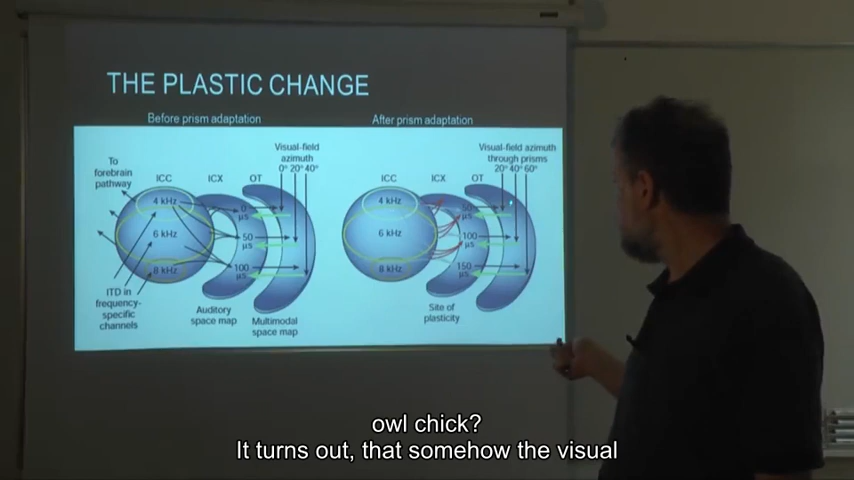 THE PLASTIC CHANGE
Before prism adaptation
After prism adaptation
Visual-field
azimuth
0° 20° 40°
To
forebrain
pathway
ICC
ICX
OT
4 kHz
6 kHz
8 kHz
0
µs
50
µs
100
µs
ITD in
frequency-
specific
channels
Auditory
space map
Multimodal
space map
Visual-field azimuth
through prisms
20° 40° 60°
ICC
ICX
OT
4 kHz
6 kHz
8 kHz
50
µs
100
µs
150
µs
Site of
plasticity
owl chick?
It turns out, that somehow the visual